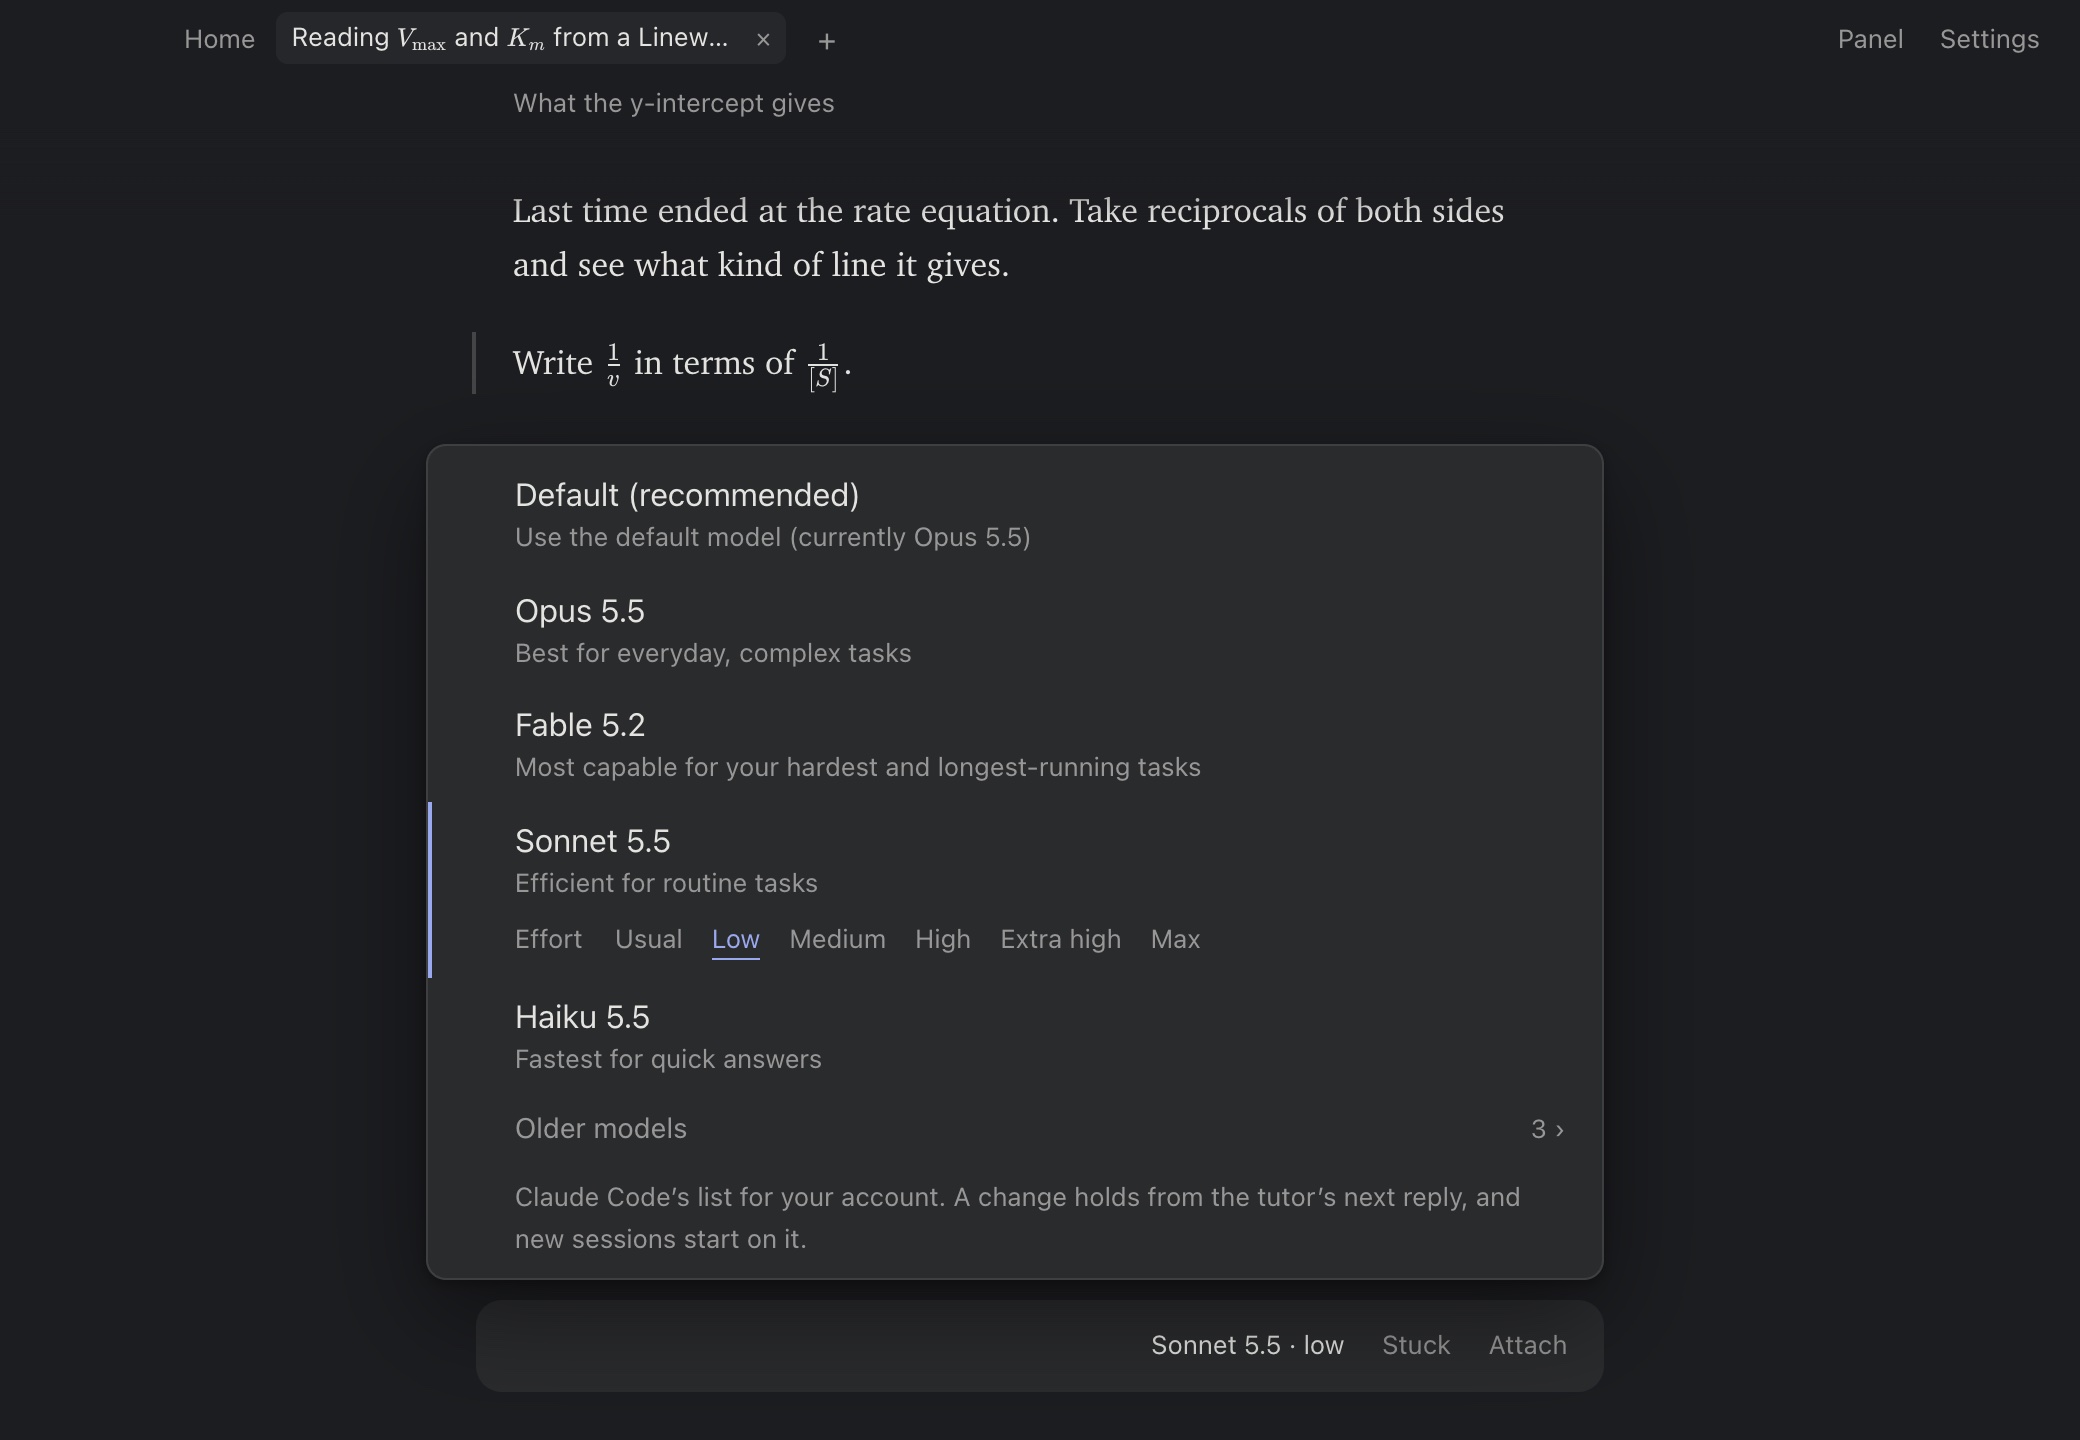 Home
Reading Vmax and Km from a Linew... × +
Panel Settings
What the y-intercept gives
Last time ended at the rate equation. Take reciprocals of both sides
and see what kind of line it gives.
Write 1/v in terms of 1/[S].
Default (recommended)
Use the default model (currently Opus 5.5)
Opus 5.5
Best for everyday, complex tasks
Fable 5.2
Most capable for your hardest and longest-running tasks
Sonnet 5.5
Efficient for routine tasks
Effort Usual Low Medium High Extra high Max
Haiku 5.5
Fastest for quick answers
Older models 3 ›
Claude Code’s list for your account. A change holds from the tutor’s next reply, and
new sessions start on it.
Sonnet 5.5 · low Stuck Attach